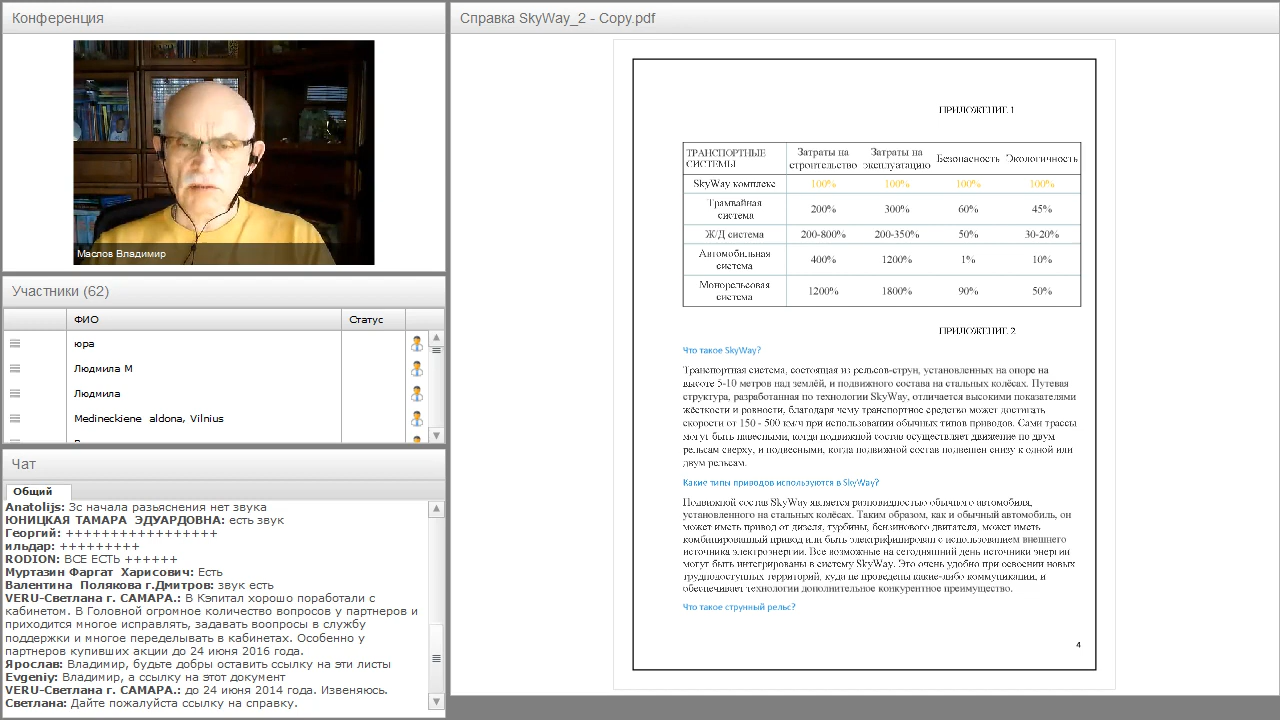 Конференция
Маслов Владимир
Участники (62)
ФИО
Статус
юра
Людмила М
Людмила
Medineckiene aldona, Vilnius
Чат
Общий
Anatolijs: 3с начала разьяснения нет звука
ЮНИЦКАЯ ТАМАРА ЭДУАРДОВНА: есть звук
Георгий: +++++++++++++++++
ильдар: +++++++++
RODION: ВСЕ ЕСТЬ ++++++
Муртазин Фаргат Харисович: Есть
Валентина Полякова г.Дмитров: звук есть
VERU-Светлана г. САМАРА.: В Кэпитал хорошо поработали с
кабинетом. В Головной огромное количество вопросов у партнеров и
приходится многое исправлять, задавать вопросы в службу
поддержки и многое переделывать в кабинетах. Особенно у
партнеров купивших акции до 24 июня 2016 года.
Ярослав: Владимир, будьте добры оставить ссылку на эти листы
Evgeniy: Владимир, а ссылку на этот документ
VERU-Светлана г. САМАРА.: до 24 июня 2014 года. Извеняюсь.
Светлана: Дайте пожалуйста ссылку на справку.
Справка SkyWay_2 - Copy.pdf
ПРИЛОЖЕНИЕ 1
ТРАНСПОРТНЫЕ СИСТЕМЫ Затраты на строительство Затраты на эксплуатацию Безопасность Экологичность
SkyWay комплекс 100% 100% 100% 100%
Трамвайная система 200% 300% 60% 45%
Ж/Д система 200-800% 200-350% 50% 30-20%
Автомобильная система 400% 1200% 1% 10%
Монорельсовая система 1200% 1800% 90% 50%
ПРИЛОЖЕНИЕ 2
Что такое SkyWay?
Транспортная система, состоящая из рельсов-струн, установленных на опоре на
высоте 5-10 метров над землёй, и подвижного состава на стальных колёсах. Путевая
структура, разработанная по технологии SkyWay, отличается высокими показателями
жёсткости и ровности, благодаря чему транспортное средство может достигать
скорости от 150 - 500 км/ч при использовании обычных типов приводов. Сами трассы
могут быть навесными, когда подвижной состав осуществляет движение по двум
рельсам сверху, и подвесными, когда подвижной состав подвешен снизу к одной или
двум рельсам.
Какие типы приводов используются в SkyWay?
Подвижной состав SkyWay является разновидностью обычного автомобиля,
установленного на стальных колёсах. Таким образом, как и обычный автомобиль, он
может иметь привод от дизеля, турбины, бензинового двигателя, может иметь
комбинированный привод или быть электрифицирован с использованием внешнего
источника электроэнергии. Все возможные на сегодняшний день источники энергии
могут быть интегрированы в систему SkyWay. Это очень удобно при освоении новых
труднодоступных территорий, куда не проведены какие-либо коммуникации, и
обеспечивает технологии дополнительное конкурентное преимущество.
Что такое струнный рельс?
4